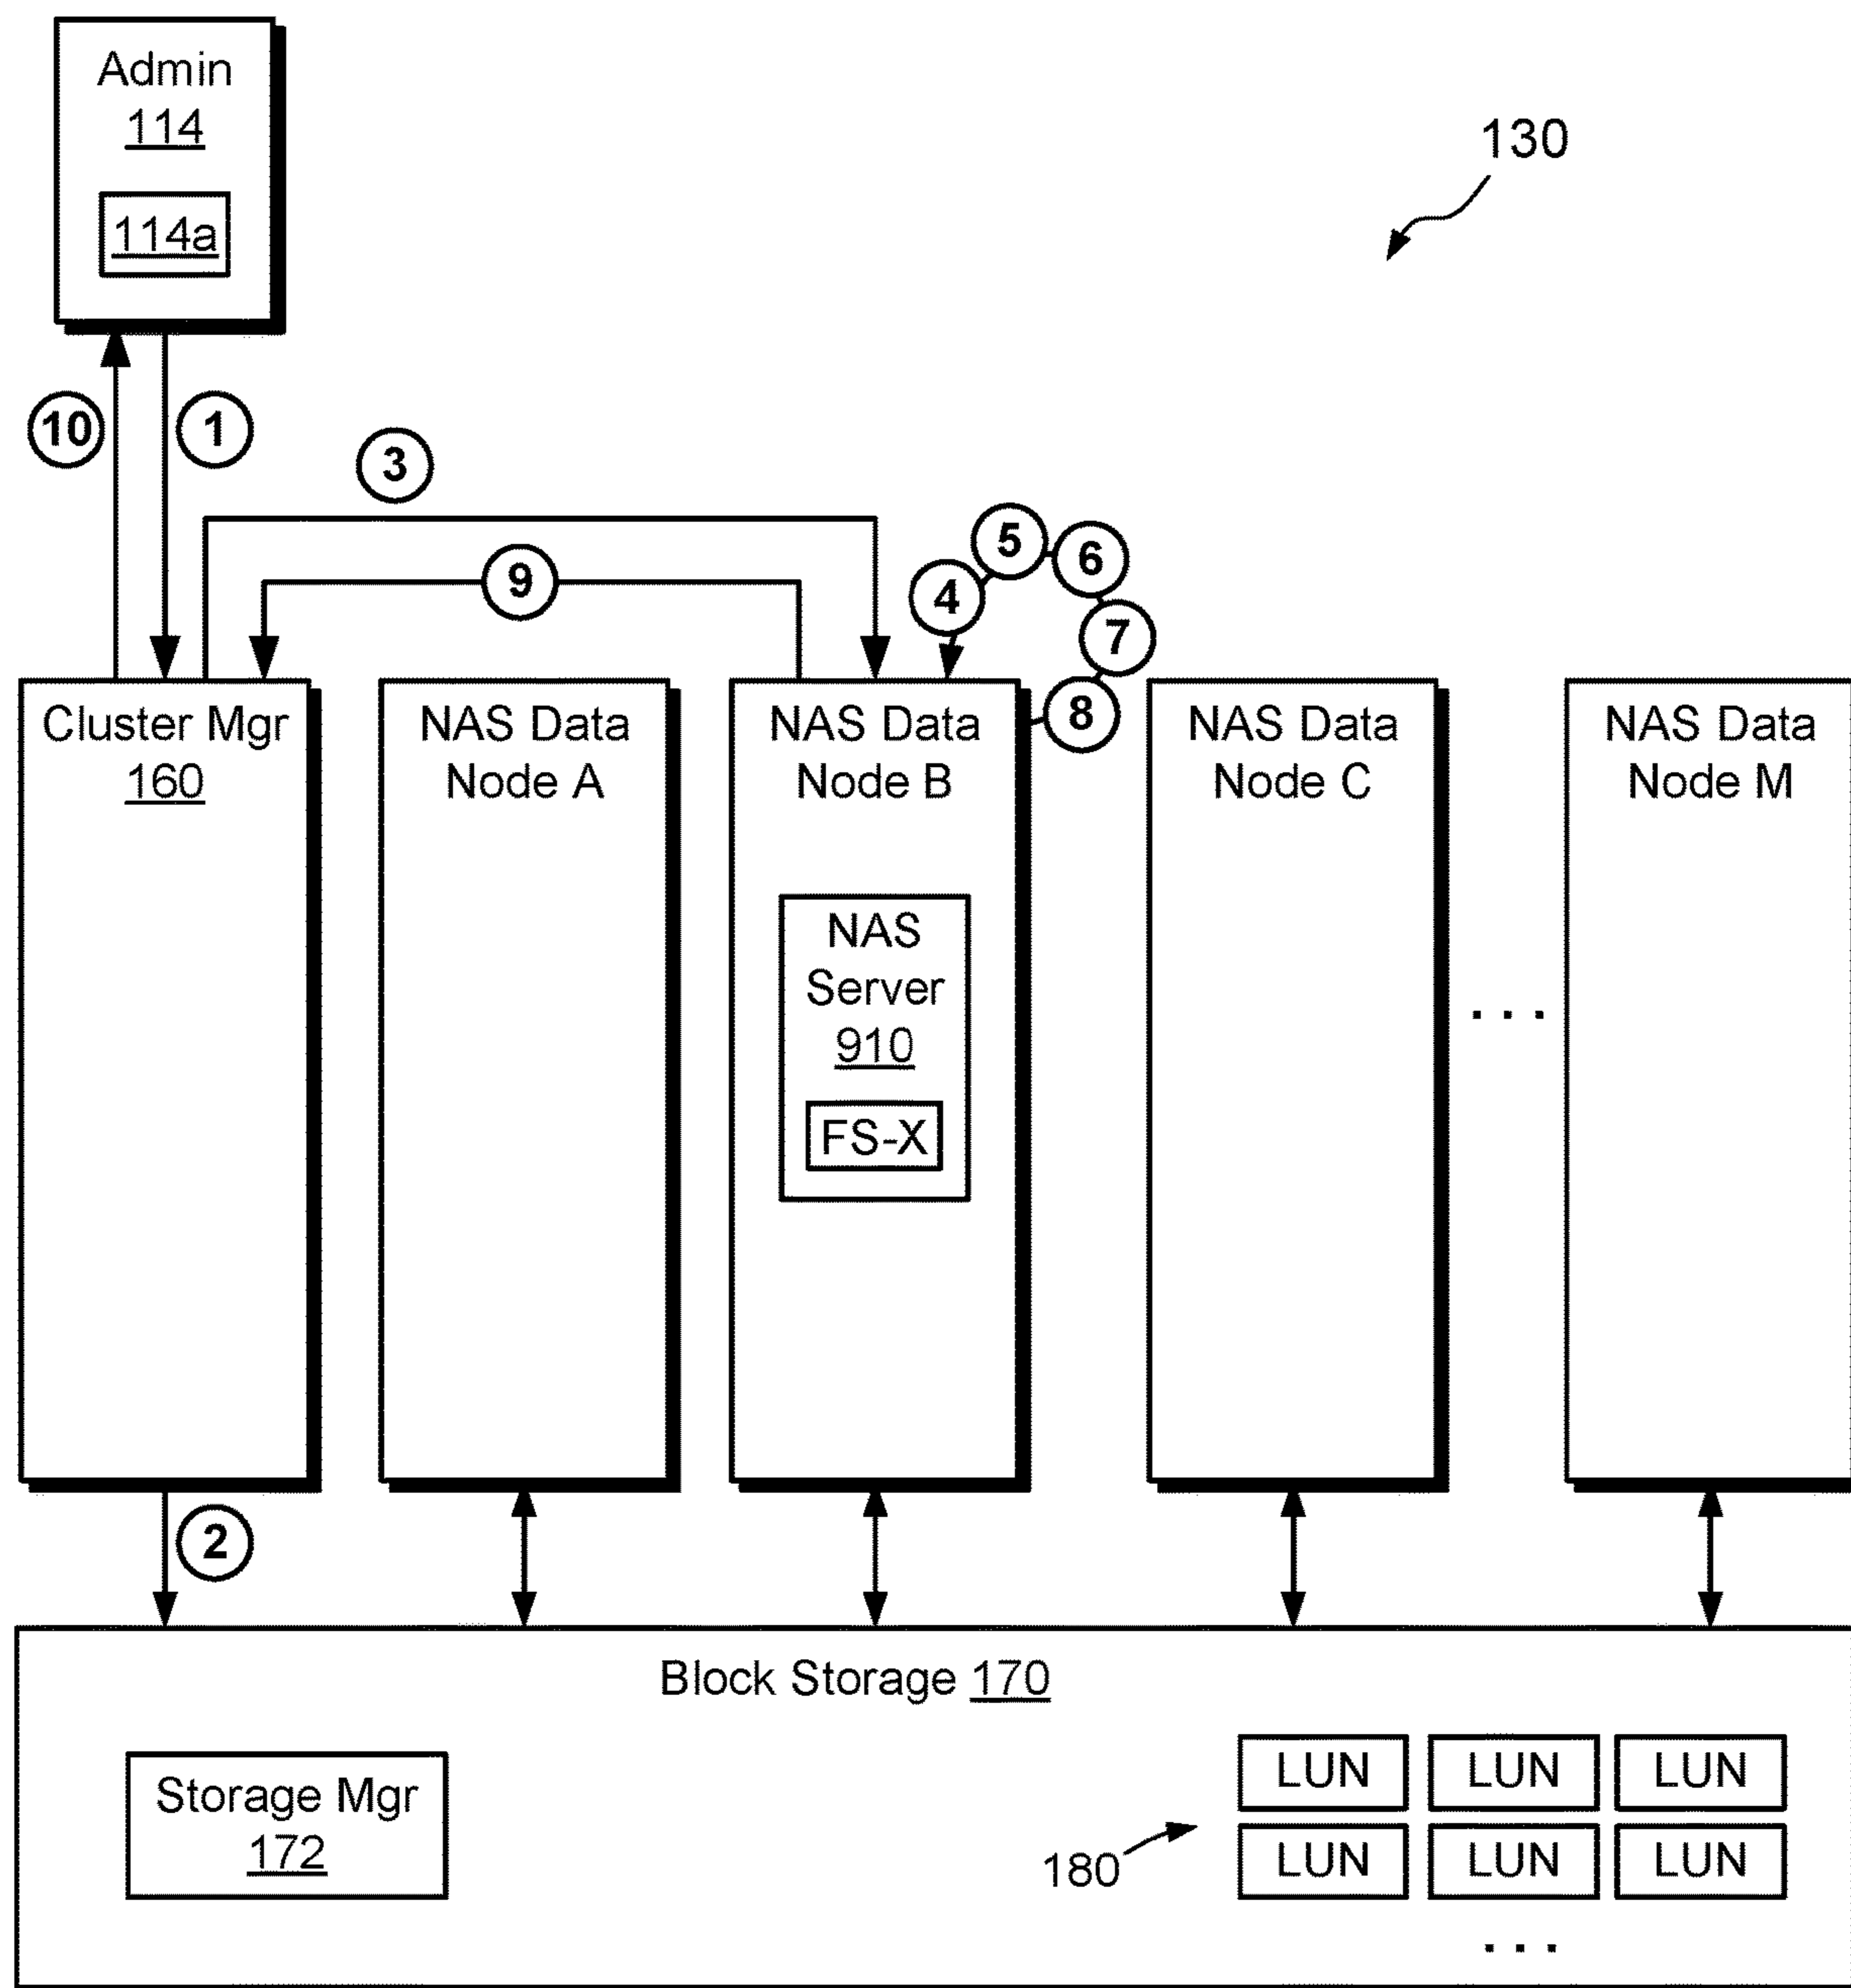 Admin
114
114a
130
10
1
3
5
6
9
4
7
8
Cluster Mgr
160
NAS Data
Node A
NAS Data
Node B
NAS Data
Node C
NAS Data
Node M
NAS
Server
910
FS-X
. . .
2
Block Storage 170
Storage Mgr
172
180
LUN LUN LUN
LUN LUN LUN
. . .